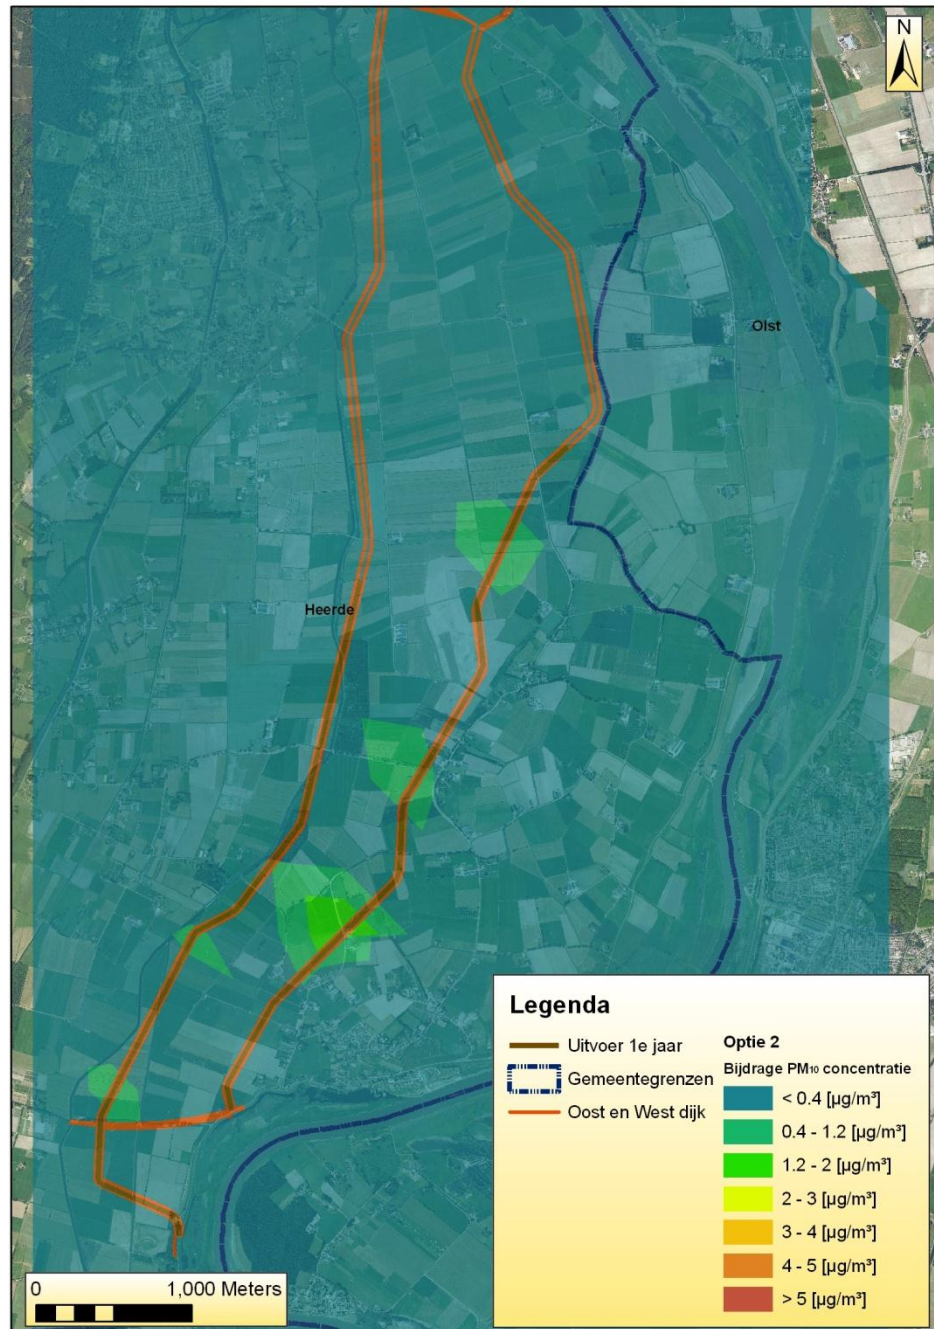 N
Olst
Heerde
Legenda
Uitvoer 1e jaar
Gemeentegrenzen
Oost en West dijk
Optie 2
Bijdrage PM₁₀ concentratie
< 0.4 [µg/m³]
0.4 - 1.2 [µg/m³]
1.2 - 2 [µg/m³]
2 - 3 [µg/m³]
3 - 4 [µg/m³]
4 - 5 [µg/m³]
> 5 [µg/m³]
0 1,000 Meters